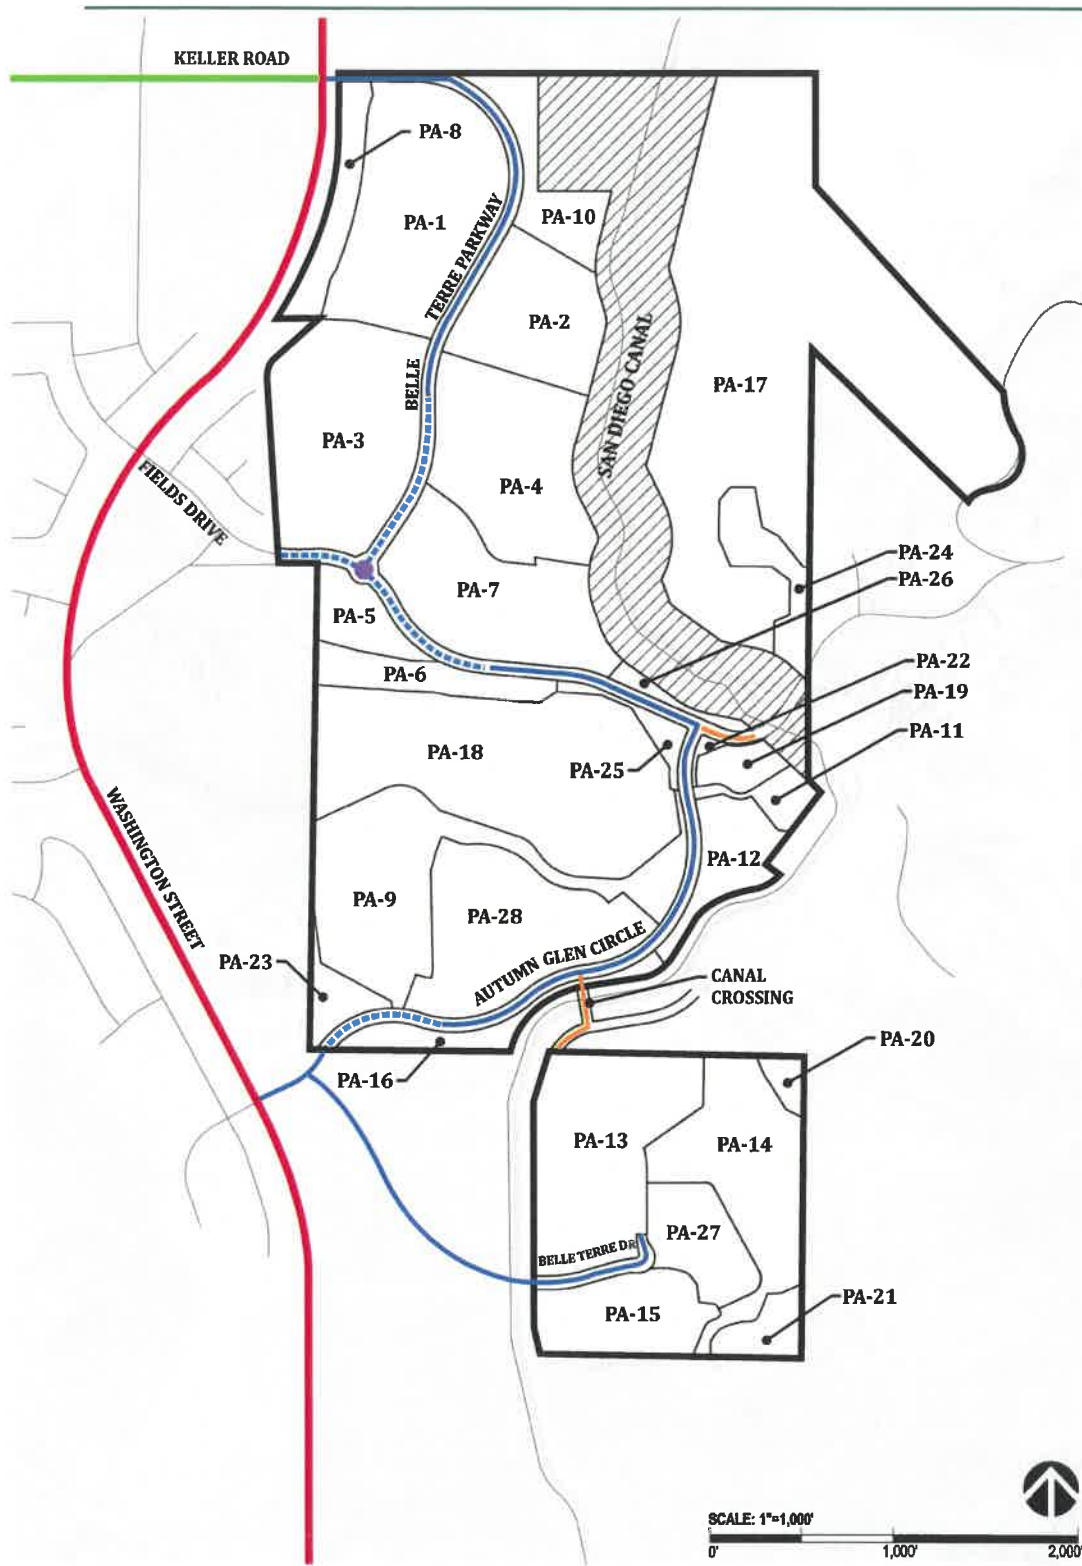 KELLER ROAD
PA-8
PA-1
PA-10
TERRE PARKWAY
BELLE
PA-2
SAN DIEGO CANAL
PA-17
PA-3
PA-4
FIELDS DRIVE
PA-24
PA-26
PA-7
PA-5
PA-6
PA-22
PA-19
PA-11
PA-18
PA-25
WASHINGTON STREET
PA-12
PA-9
PA-28
AUTUMN GLEN CIRCLE
PA-23
CANAL
CROSSING
PA-16
PA-20
PA-13
PA-14
PA-27
BELLE TERRE DR
PA-15
PA-21
SCALE: 1"=1,000'
0'
1,000'
2,000'